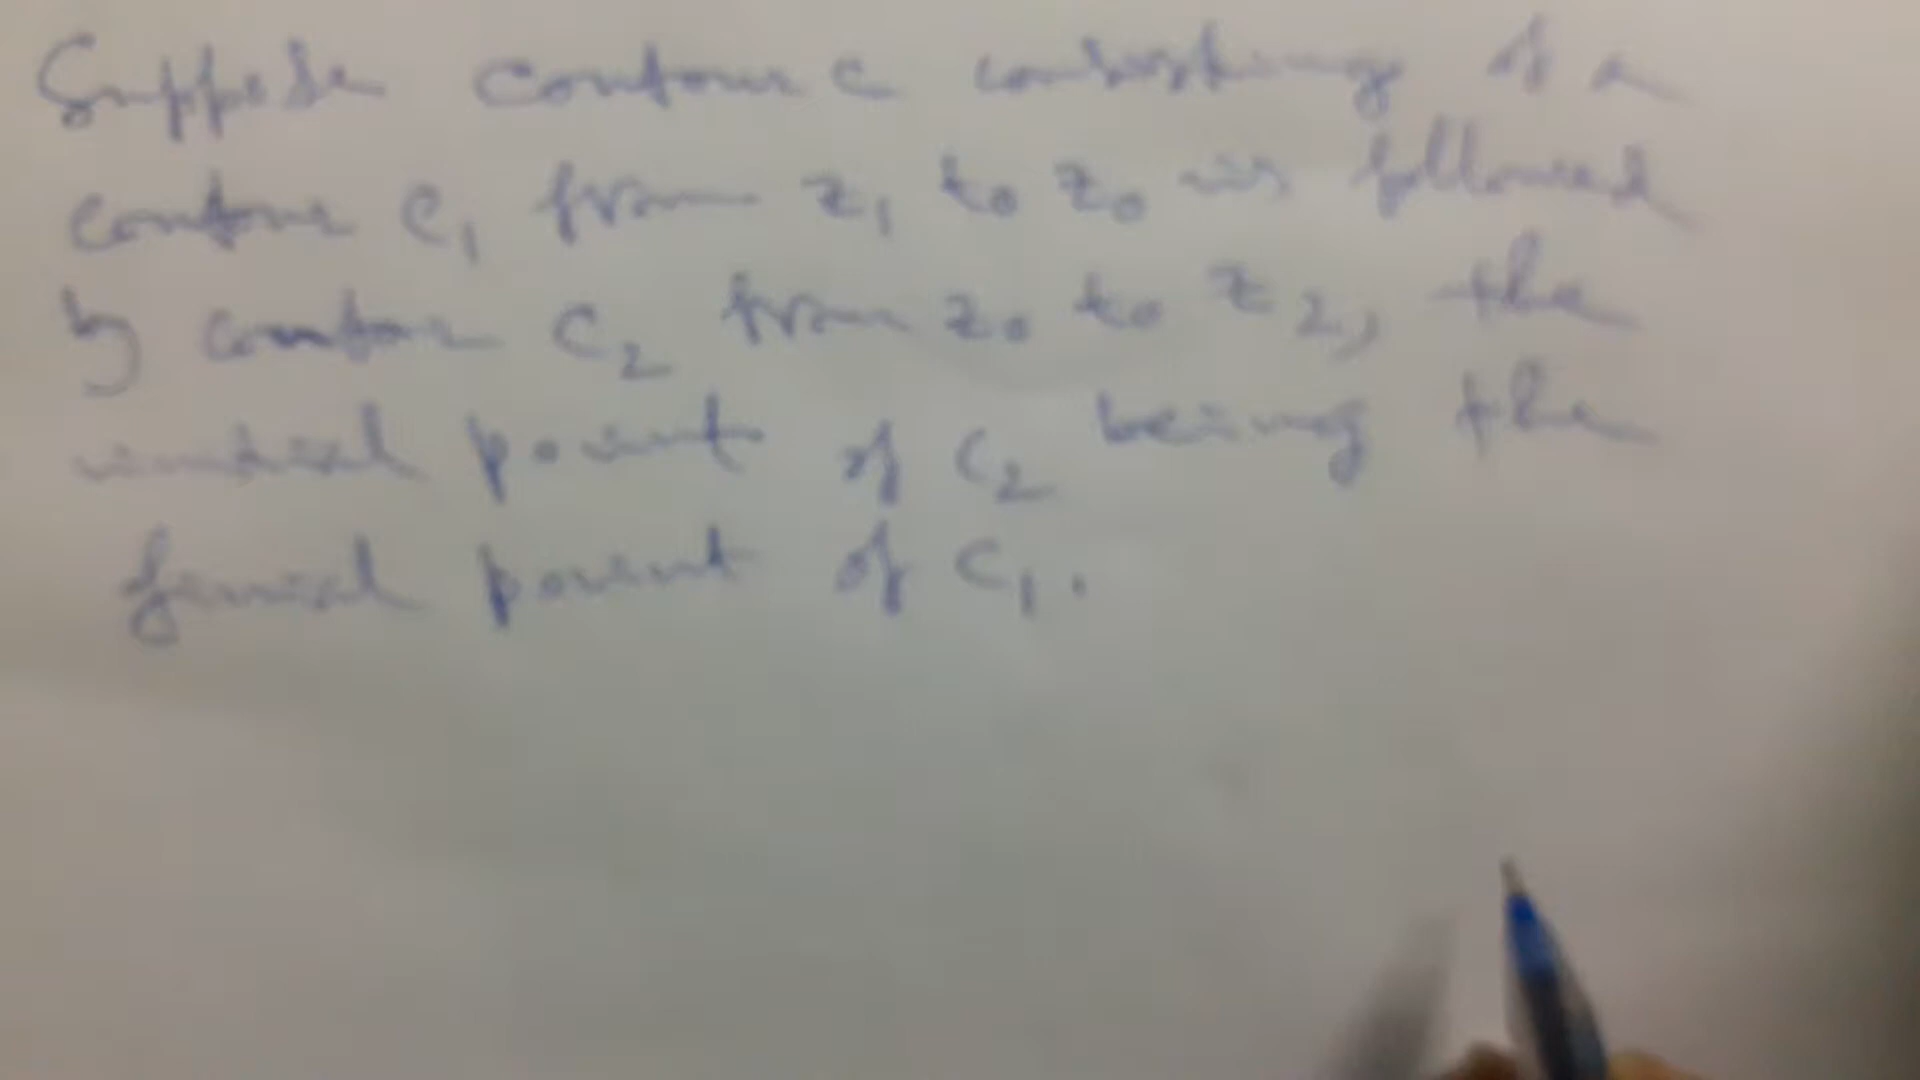 Suppose contour C consisting of a
contour C₁ from z₁ to z₀ is followed
by contour C₂ from z₀ to z₂, the
initial point of C₂ being the
final point of C₁.